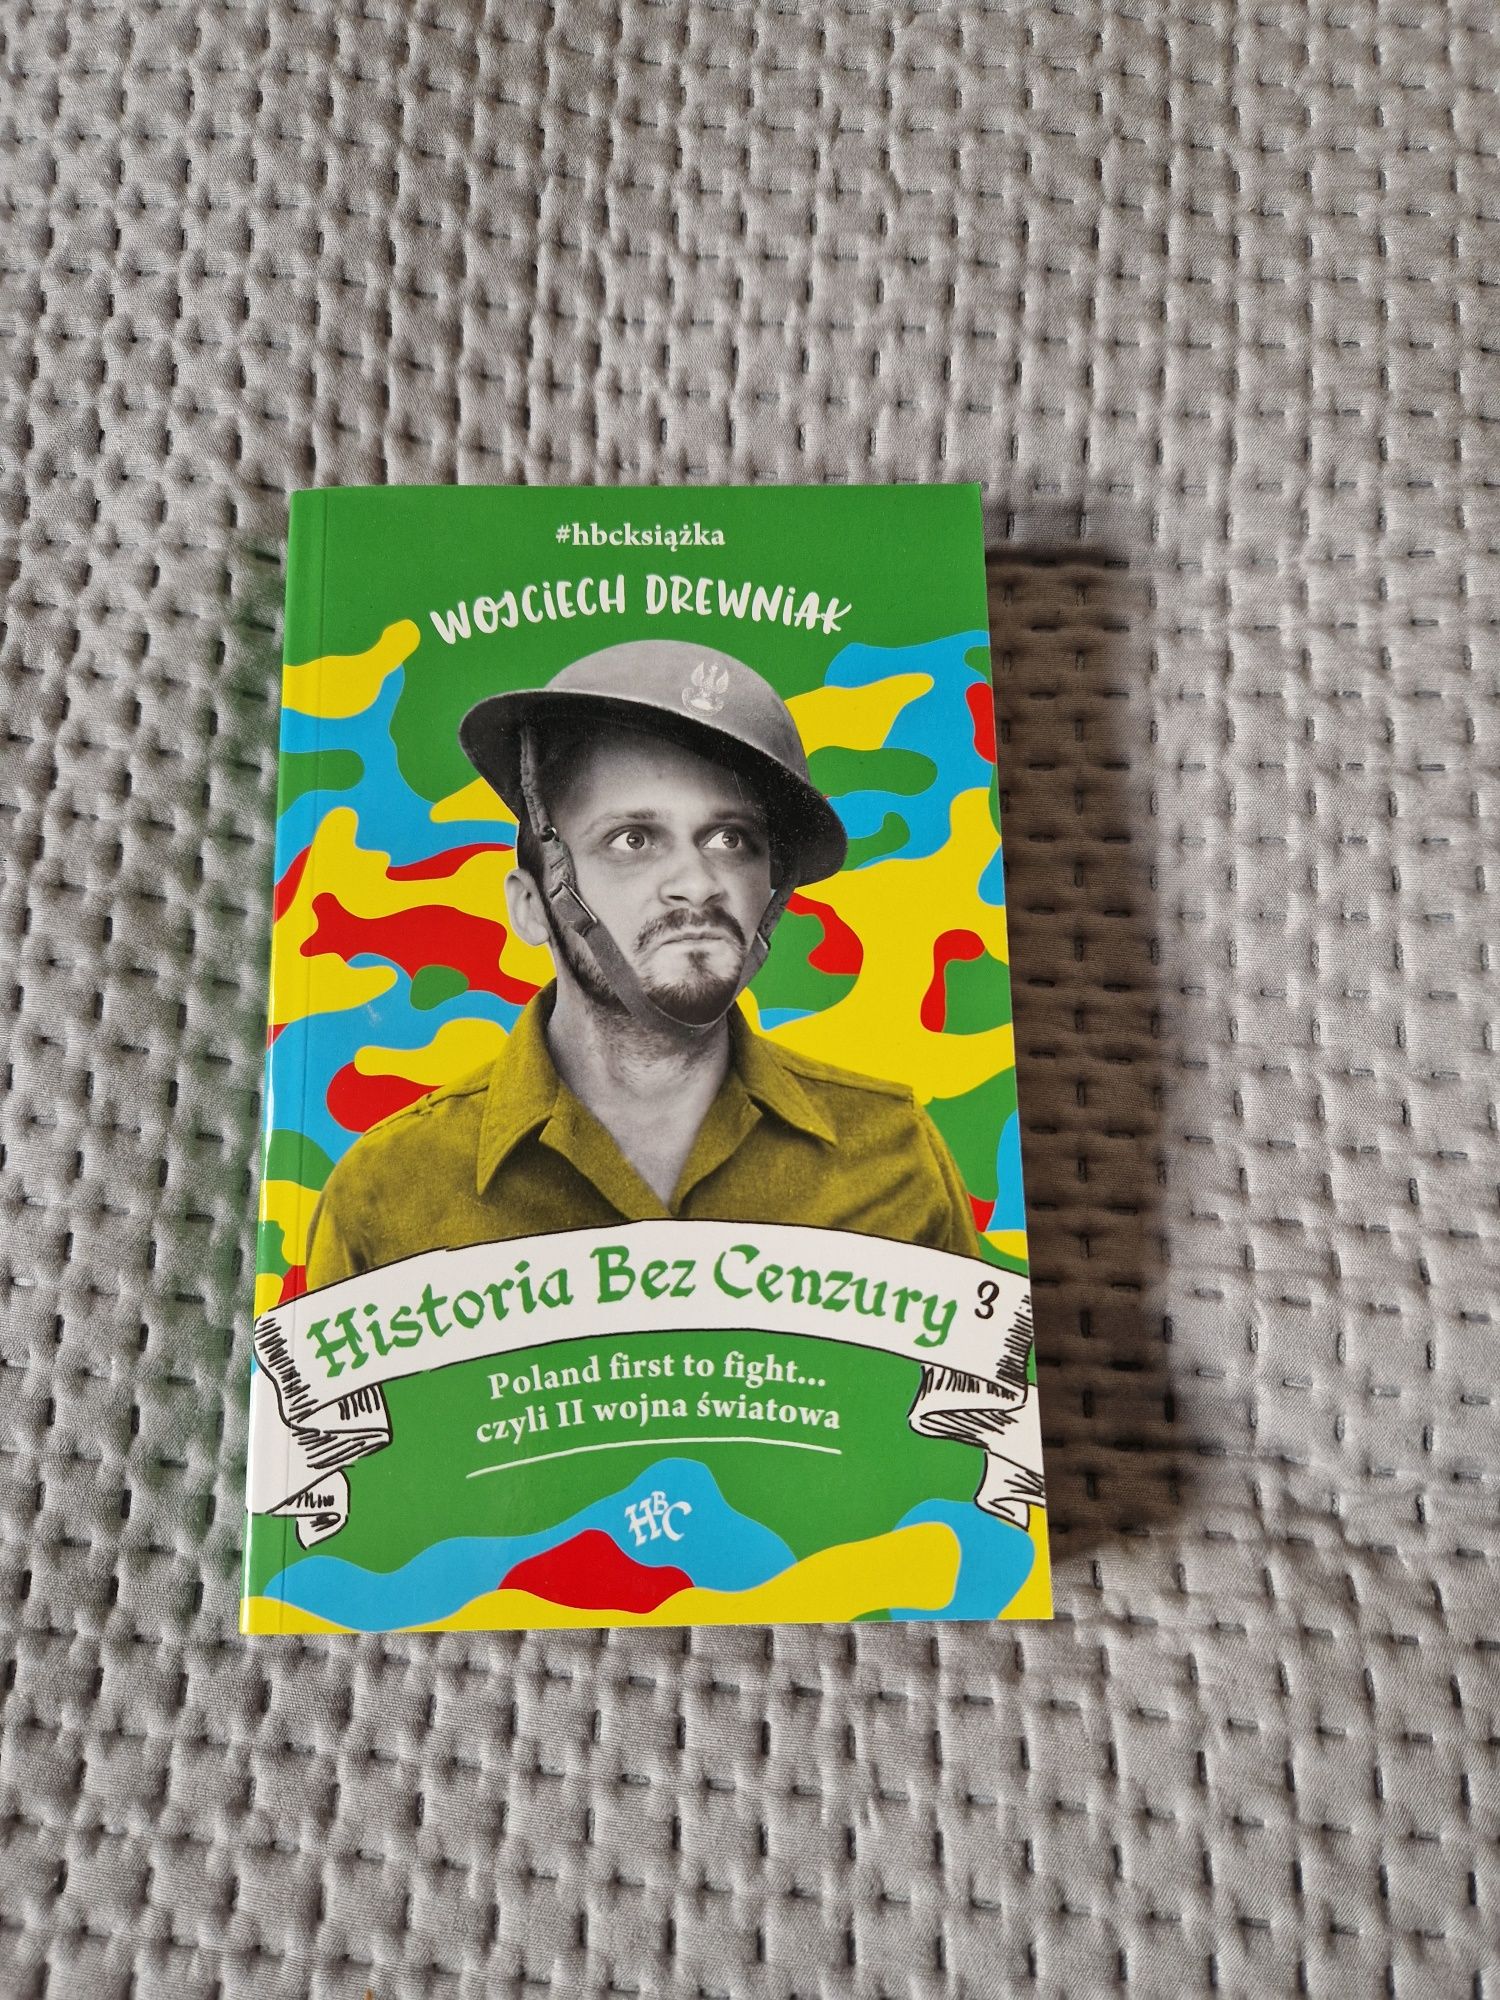 #hbcksiążka
WOJCIECH DREWNIAK
Historia Bez Cenzury 3
Poland first to fight...
czyli II wojna światowa
HBC